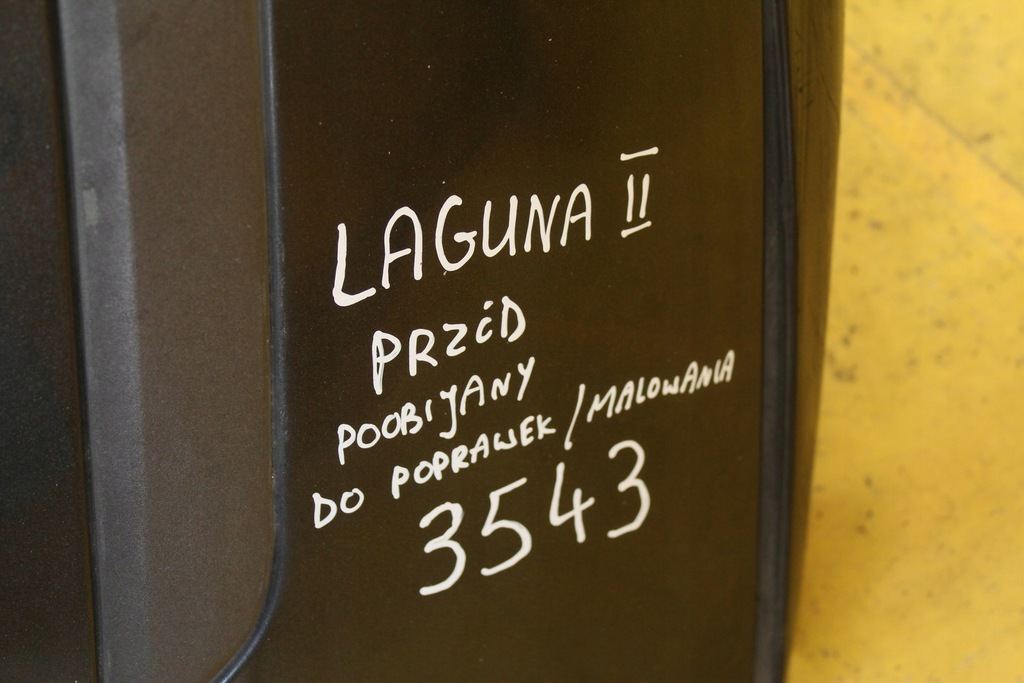 LAGUNA II
PRZÓD
POOBIJANY
DO POPRAWEK / MALOWANIA
3543